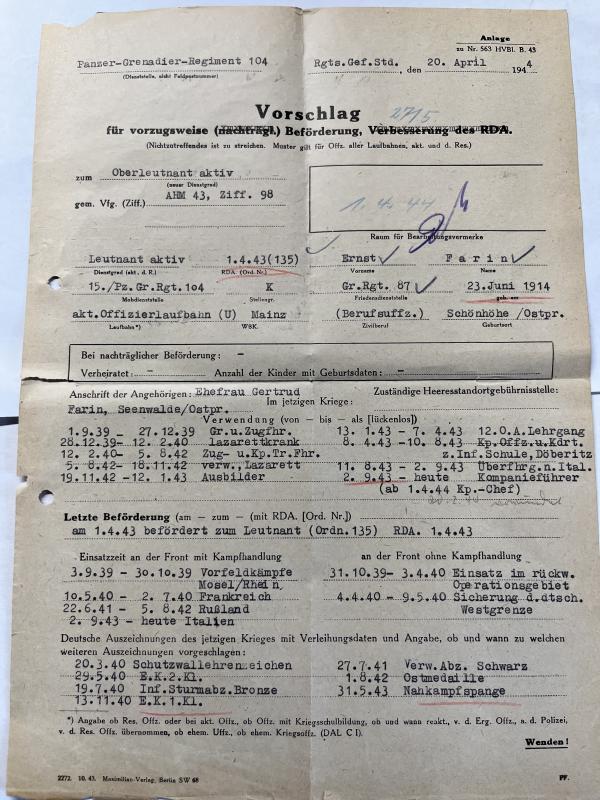 Anlage
zu Nr. 563 HVBl. B. 43
Panzer-Grenadier-Regiment 104 Rgts.Gef.Std. , den 20. April 1944
(Dienststelle, nicht Feldpostnummer)
Vorschlag 27/5
für vorzugsweise (nachträgl.) Beförderung, Verbesserung des RDA.
(Nichtzutreffendes ist zu streichen. Muster gilt für Offz. aller Laufbahnen, akt. und d. Res.)
zum Oberleutnant aktiv
(neuer Dienstgrad)
gem. Vfg. (Ziff.) AHM 43, Ziff. 98
1. 4. 44
Raum für Bearbeitungsvermerke
Leutnant aktiv 1.4.43(135) Ernst Farin
Dienstgrad (akt. d. R.) RDA. (Ord. Nr.) Vorname Name
15./Pz.Gr.Rgt.104 K Gr.Rgt. 87 23.Juni 1914
Mobdienststelle Stellengr. Friedensdienststelle geb. am
akt.Offizierlaufbahn (U) Mainz (Berufsuffz.) Schönhöhe /Ostpr.
Laufbahn*) WBK. Zivilberuf Geburtsort
Bei nachträglicher Beförderung: -
Verheiratet: - Anzahl der Kinder mit Geburtsdaten: -
Anschrift der Angehörigen: Ehefrau Gertrud Zuständige Heeresstandortgebührnisstelle:
Farin, Seenwalde/Ostpr. Im jetzigen Kriege:
Verwendung (von — bis — als [lückenlos])
1.9.39 - 27.12.39 Gr.u.Zugfhr. 13. 1.43 - 7. 4.43 12.O.A.Lehrgang
28.12.39- 12. 2.40 lazarettkrank 8. 4.43 -10. 8.43 Kp.Offz.u.Kdrt.
12. 2.40- 5. 8.42 Zug- u.Kp.Tr.Fhr. z.Inf.Schule,Döberitz
5. 8.42 - 18.11.42 verw., Lazarett 11. 8.43 - 2. 9.43 Überfhrg.n.Ital.
19.11.42 -12. 1.43 Ausbilder 2. 9.43 - heute Kompanieführer
(ab 1.4.44 Kp.-Chef)
Letzte Beförderung (am — zum — (mit RDA. [Ord. Nr.])
am 1.4.43 befördert zum Leutnant (Ordn.135) RDA. 1.4.43
Einsatzzeit an der Front mit Kampfhandlung an der Front ohne Kampfhandlung
3.9.39 - 30.10.39 Vorfeldkämpfe 31.10.39- 3.4.40 Einsatz im rückw.
Mosel/Rhein Operationsgebiet
10.5.40 - 2. 7.40 Frankreich 4.4.40 - 9.5.40 Sicherung d.dtsch.
22.6.41 - 5. 8.42 Rußland Westgrenze
2. 9.43 - heute Italien
Deutsche Auszeichnungen des jetzigen Krieges mit Verleihungsdaten und Angabe, ob und wann zu welchen
weiteren Auszeichnungen vorgeschlagen:
20.3.40 Schutzwallehrenzeichen 27.7.41 Verw.Abz. Schwarz
29.5.40 E.K.2.Kl. 1.8.42 Ostmedaille
19.7.40 Inf.Sturmabz.Bronze 31.5.43 Nahkampfspange
13.11.40 E.K.1.Kl.
*) Angabe ob Res. Offz. oder bei akt. Offz., ob Offz. mit Kriegsschulbildung, ob und wann reakt., v. d. Erg. Offz., a. d. Polizei,
v. d. Res. Offz. übernommen, ob ehem. Uffz., ob ehem. Kriegsoffz. (DAL C I).
Wenden!
2272. 10. 43. Maximilian-Verlag, Berlin SW 68 PF.